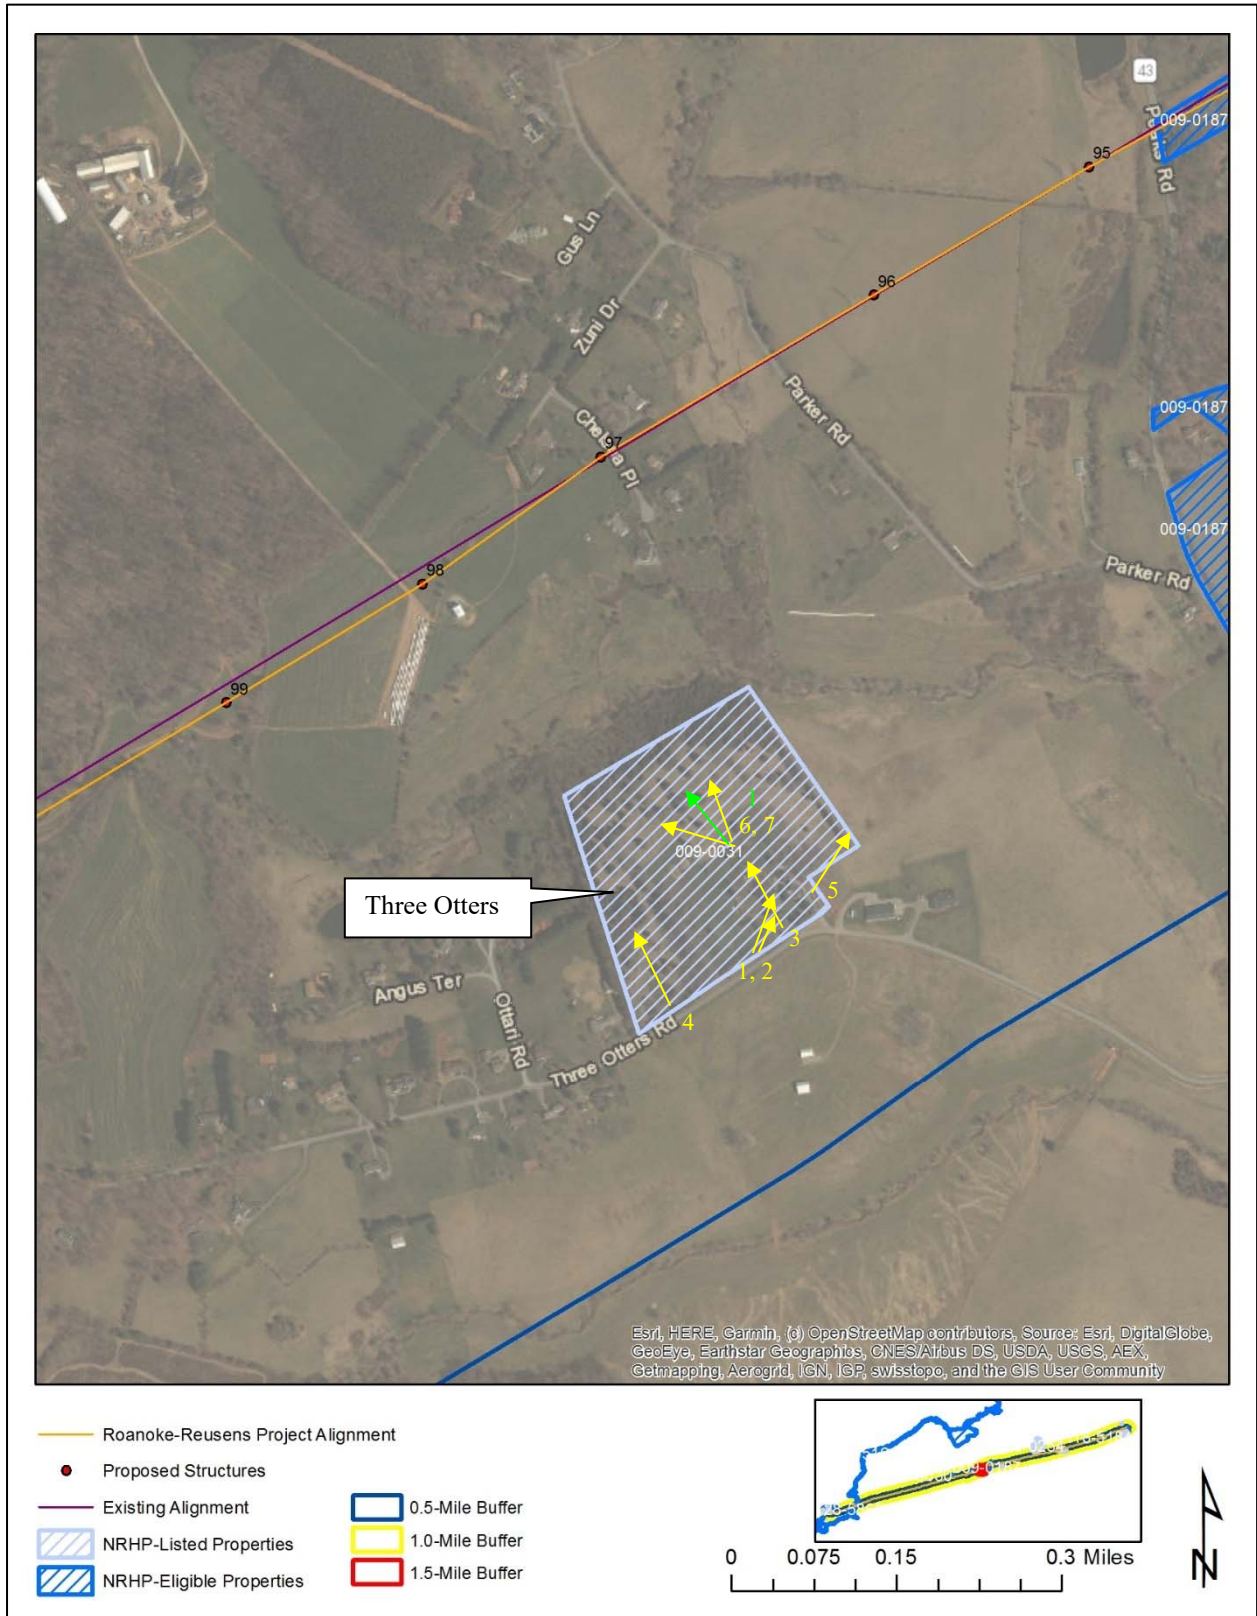 43
Peaks Rd
009-0187
95
Gus Ln
96
Zuni Dr
009-0187
Parker Rd
97
Chelsea Pl
009-0187
Parker Rd
98
99
1
6, 7
009-0031
5
Three Otters
3
1, 2
Angus Ter
4
Ottari Rd
Three Otters Rd
Esri, HERE, Garmin, (c) OpenStreetMap contributors, Source: Esri, DigitalGlobe,
GeoEye, Earthstar Geographics, CNES/Airbus DS, USDA, USGS, AEX,
Getmapping, Aerogrid, IGN, IGP, swisstopo, and the GIS User Community
Roanoke-Reusens Project Alignment
Proposed Structures
Existing Alignment
0.5-Mile Buffer
NRHP-Listed Properties
1.0-Mile Buffer
NRHP-Eligible Properties
1.5-Mile Buffer
0 0.075 0.15 0.3 Miles
N